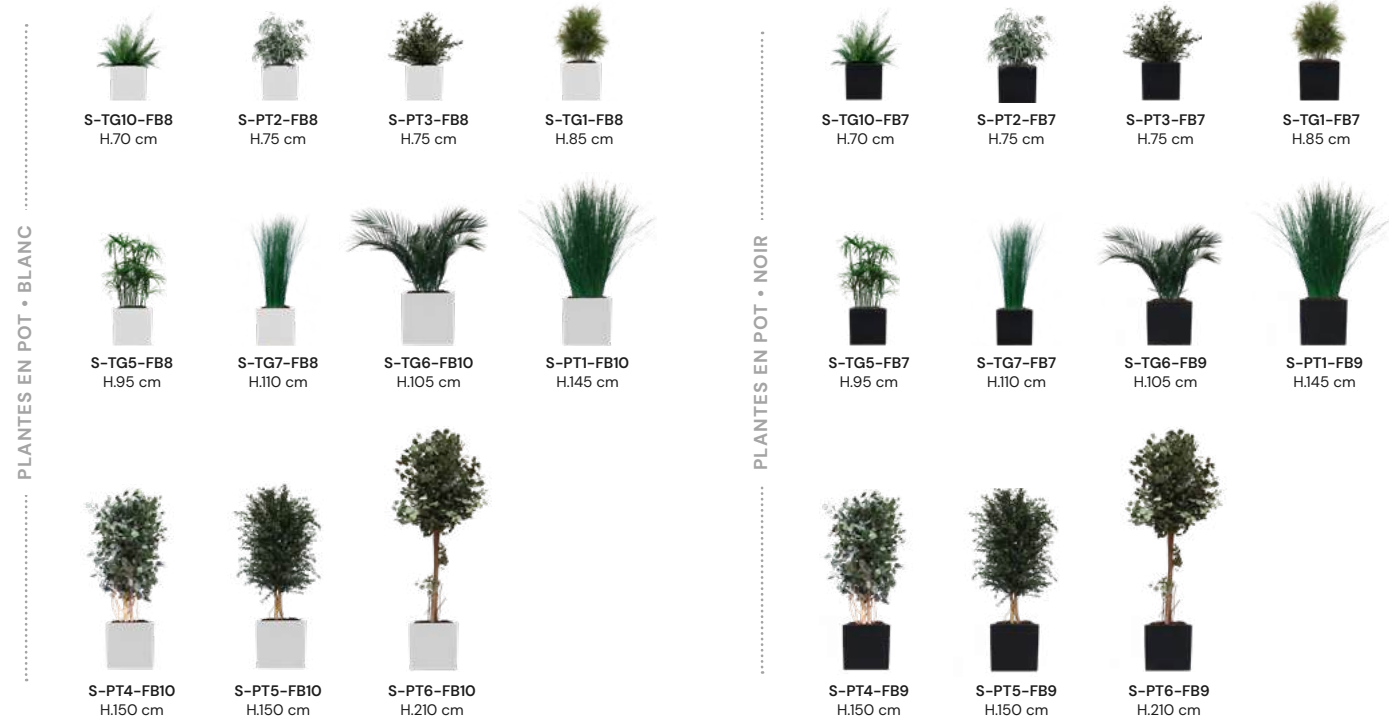 PLANTES EN POT • BLANC
S-TG10-FB8
H.70 cm
S-PT2-FB8
H.75 cm
S-PT3-FB8
H.75 cm
S-TG1-FB8
H.85 cm
S-TG5-FB8
H.95 cm
S-TG7-FB8
H.110 cm
S-TG6-FB10
H.105 cm
S-PT1-FB10
H.145 cm
S-PT4-FB10
H.150 cm
S-PT5-FB10
H.150 cm
S-PT6-FB10
H.210 cm
PLANTES EN POT • NOIR
S-TG10-FB7
H.70 cm
S-PT2-FB7
H.75 cm
S-PT3-FB7
H.75 cm
S-TG1-FB7
H.85 cm
S-TG5-FB7
H.95 cm
S-TG7-FB7
H.110 cm
S-TG6-FB9
H.105 cm
S-PT1-FB9
H.145 cm
S-PT4-FB9
H.150 cm
S-PT5-FB9
H.150 cm
S-PT6-FB9
H.210 cm